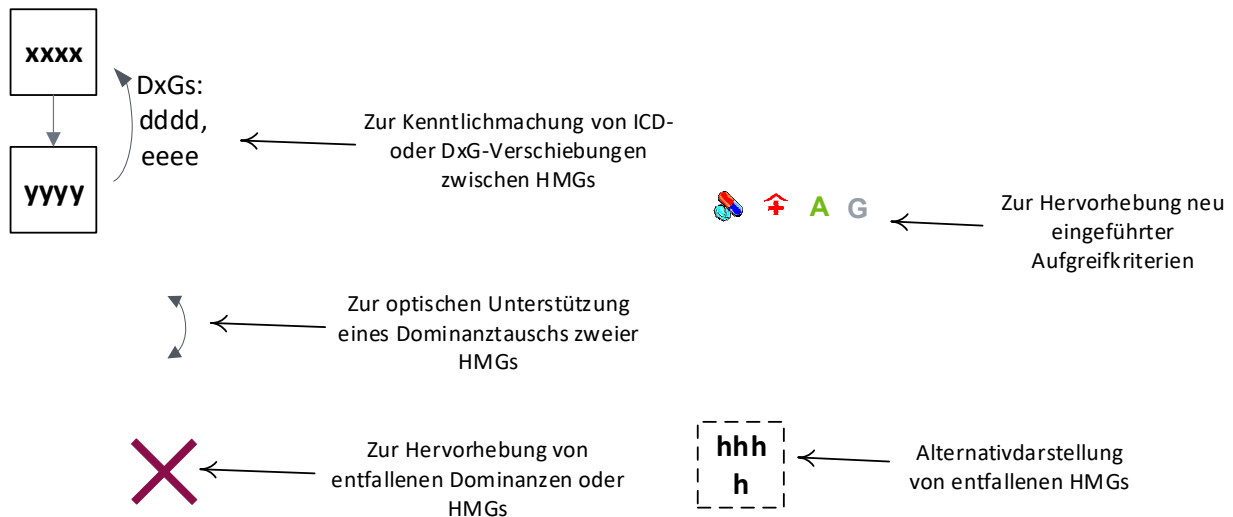 xxxx
DxGs:
dddd,
eeee
yyyy
Zur Kenntlichmachung von ICD-
oder DxG-Verschiebungen
zwischen HMGs
A G
Zur Hervorhebung neu
eingeführter
Aufgreifkriterien
Zur optischen Unterstützung
eines Dominanztauschs zweier
HMGs
Zur Hervorhebung von
entfallenen Dominanzen oder
HMGs
hhh
h
Alternativdarstellung
von entfallenen HMGs